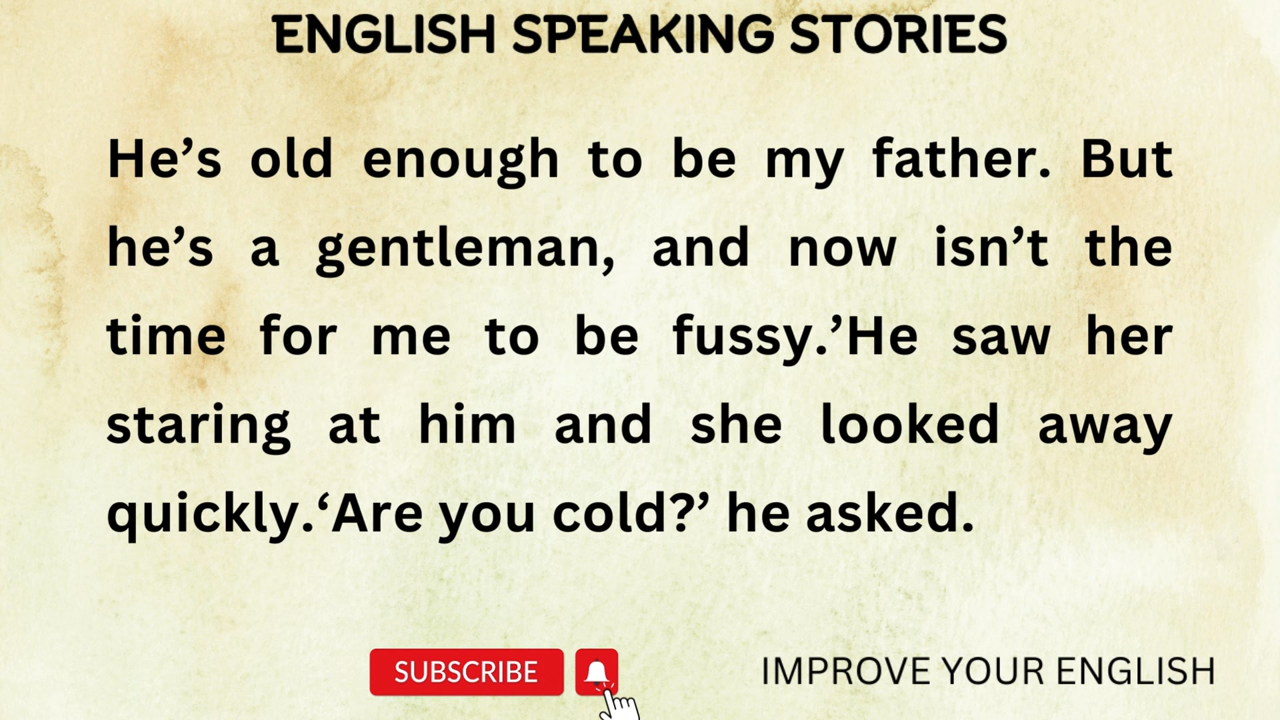 ENGLISH SPEAKING STORIES
He’s old enough to be my father. But
he’s a gentleman, and now isn’t the
time for me to be fussy.’He saw her
staring at him and she looked away
quickly.‘Are you cold?’ he asked.
SUBSCRIBE
IMPROVE YOUR ENGLISH